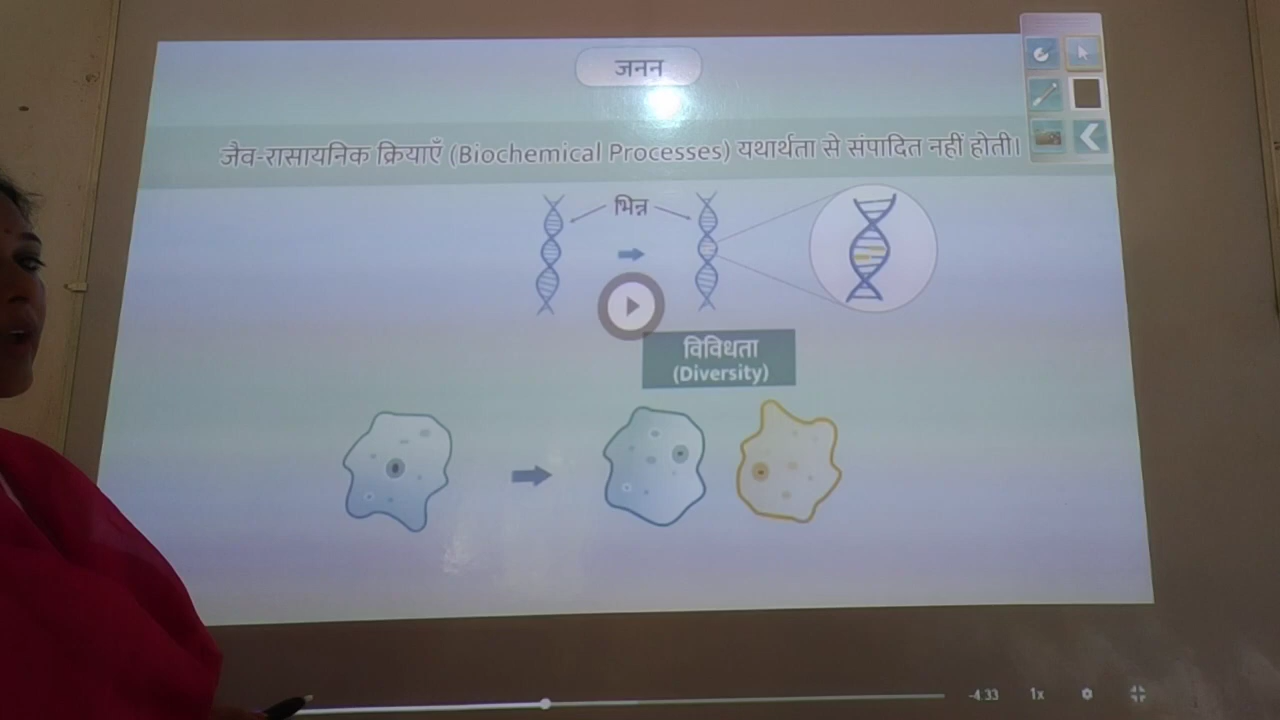 जनन
जैव-रासायनिक क्रियाएँ (Biochemical Processes) यथार्थता से संपादित नहीं होती।
भिन्न
विविधता
(Diversity)
-4:33 1x